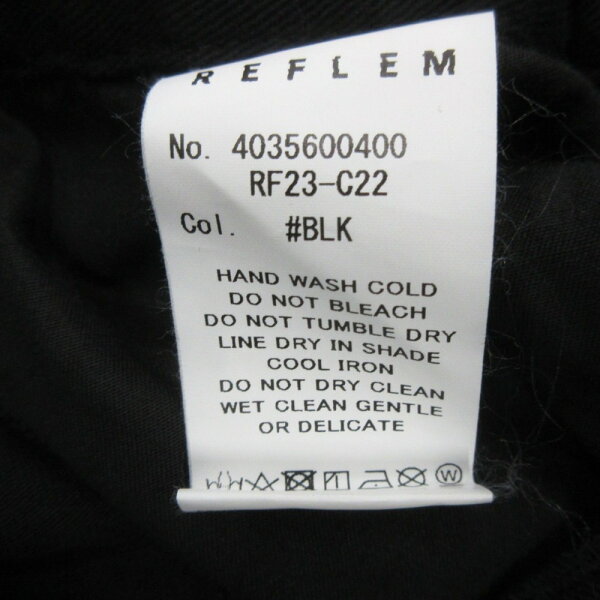 REFLEM
No. 4035600400
RF23-C22
Col. #BLK
HAND WASH COLD
DO NOT BLEACH
DO NOT TUMBLE DRY
LINE DRY IN SHADE
COOL IRON
DO NOT DRY CLEAN
WET CLEAN GENTLE
OR DELICATE
W